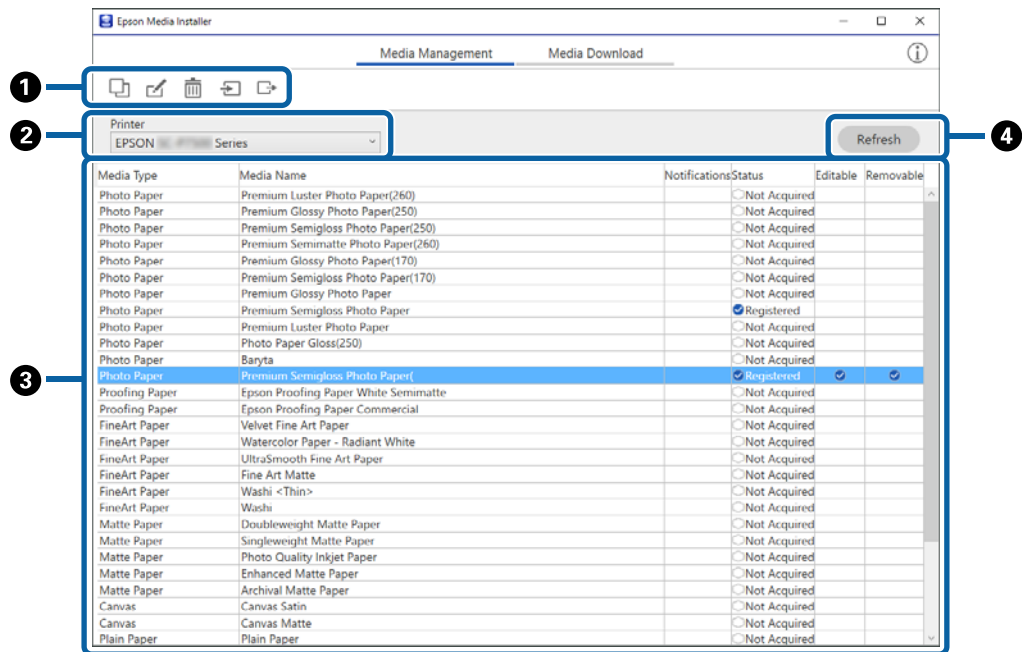 Epson Media Installer
Media Management Media Download
1
2
Printer
EPSON Series
Refresh
4
Media Type Media Name Notifications Status Editable Removable
Photo Paper Premium Luster Photo Paper(260) Not Acquired
Photo Paper Premium Glossy Photo Paper(250) Not Acquired
Photo Paper Premium Semigloss Photo Paper(250) Not Acquired
Photo Paper Premium Semimatte Photo Paper(260) Not Acquired
Photo Paper Premium Glossy Photo Paper(170) Not Acquired
Photo Paper Premium Semigloss Photo Paper(170) Not Acquired
Photo Paper Premium Glossy Photo Paper Not Acquired
Photo Paper Premium Semigloss Photo Paper Registered
Photo Paper Premium Luster Photo Paper Not Acquired
Photo Paper Photo Paper Gloss(250) Not Acquired
Photo Paper Baryta Not Acquired
3
Photo Paper Premium Semigloss Photo Paper( Registered
Proofing Paper Epson Proofing Paper White Semimatte Not Acquired
Proofing Paper Epson Proofing Paper Commercial Not Acquired
FineArt Paper Velvet Fine Art Paper Not Acquired
FineArt Paper Watercolor Paper - Radiant White Not Acquired
FineArt Paper UltraSmooth Fine Art Paper Not Acquired
FineArt Paper Fine Art Matte Not Acquired
FineArt Paper Washi <Thin> Not Acquired
FineArt Paper Washi Not Acquired
Matte Paper Doubleweight Matte Paper Not Acquired
Matte Paper Singleweight Matte Paper Not Acquired
Matte Paper Photo Quality Inkjet Paper Not Acquired
Matte Paper Enhanced Matte Paper Not Acquired
Matte Paper Archival Matte Paper Not Acquired
Canvas Canvas Satin Not Acquired
Canvas Canvas Matte Not Acquired
Plain Paper Plain Paper Not Acquired